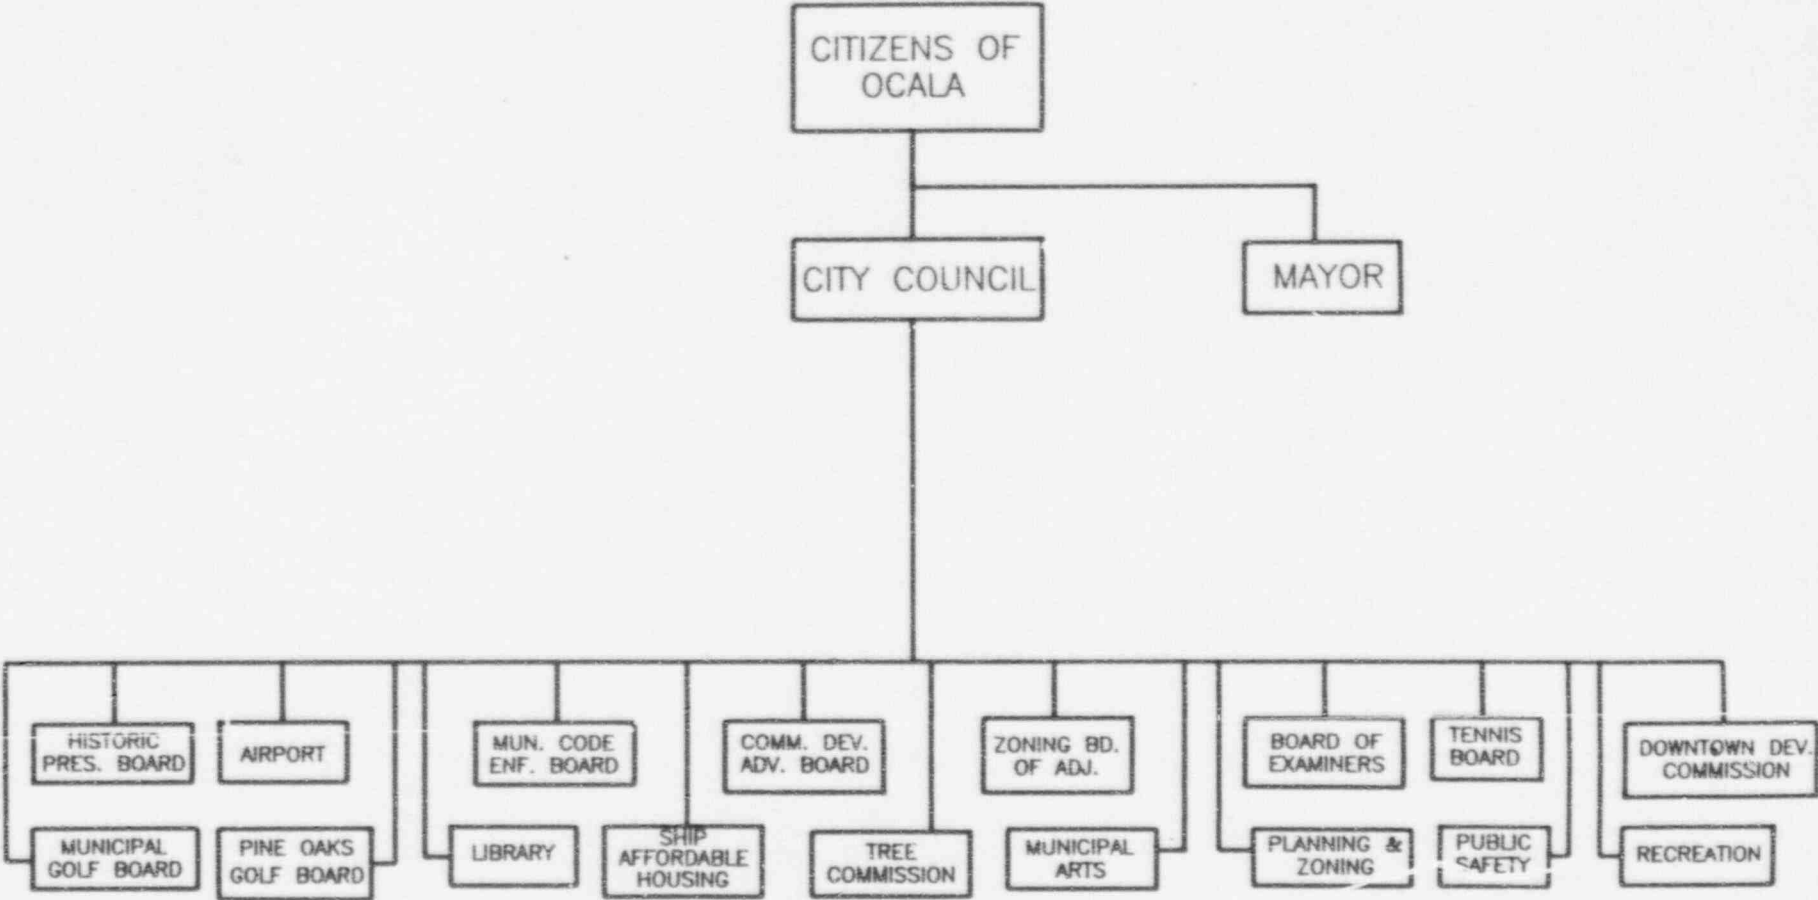 CITIZENS OF
OCALA
CITY COUNCIL
MAYOR
HISTORIC
PRES. BOARD
AIRPORT
MUN. CODE
ENF. BOARD
COMM. DEV.
ADV. BOARD
ZONING BD.
OF ADJ.
BOARD OF
EXAMINERS
TENNIS
BOARD
DOWNTOWN DEV.
COMMISSION
MUNICIPAL
GOLF BOARD
PINE OAKS
GOLF BOARD
LIBRARY
SHIP
AFFORDABLE
HOUSING
TREE
COMMISSION
MUNICIPAL
ARTS
PLANNING &
ZONING
PUBLIC
SAFETY
RECREATION